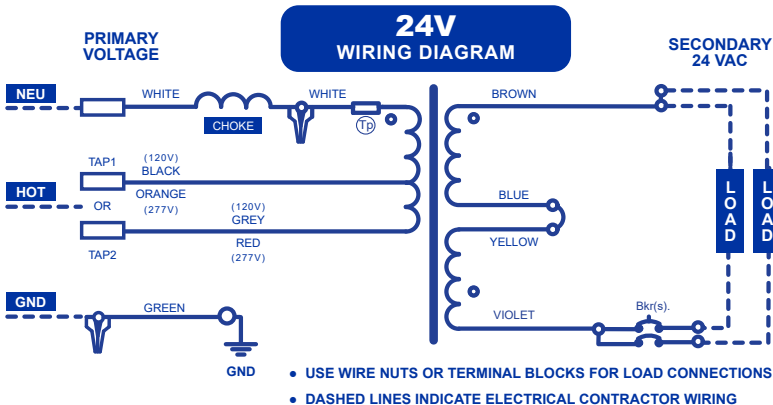 24V
WIRING DIAGRAM
PRIMARY
VOLTAGE
SECONDARY
24 VAC
NEU
WHITE
WHITE
CHOKE
Tp
BROWN
TAP1
(120V)
BLACK
HOT
OR
ORANGE
(277V)
(120V)
GREY
TAP2
RED
(277V)
BLUE
YELLOW
LOAD
LOAD
GND
GREEN
GND
VIOLET
Bkr(s).
● USE WIRE NUTS OR TERMINAL BLOCKS FOR LOAD CONNECTIONS
● DASHED LINES INDICATE ELECTRICAL CONTRACTOR WIRING